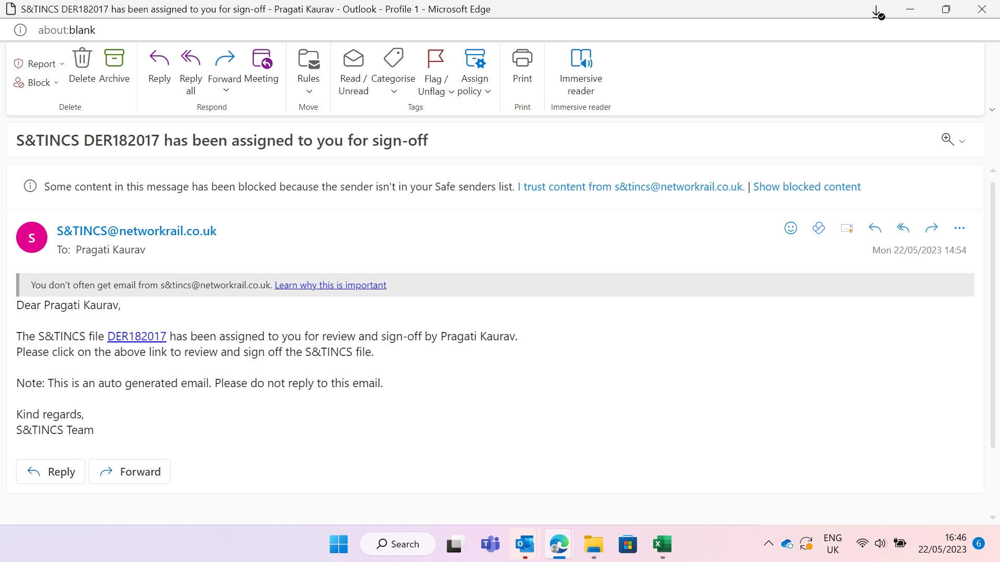 S&TINCS DER182017 has been assigned to you for sign-off - Pragati Kaurav - Outlook - Profile 1 - Microsoft Edge
about:blank
Report
Block
Delete
Archive
Delete
Reply
Reply all
Forward
Meeting
Respond
Rules
Move
Read / Unread
Categorise
Flag / Unflag
Assign policy
Tags
Print
Print
Immersive reader
Immersive reader
S&TINCS DER182017 has been assigned to you for sign-off
Some content in this message has been blocked because the sender isn't in your Safe senders list. I trust content from s&tincs@networkrail.co.uk. | Show blocked content
S
S&TINCS@networkrail.co.uk
To: Pragati Kaurav
Mon 22/05/2023 14:54
You don't often get email from s&tincs@networkrail.co.uk. Learn why this is important
Dear Pragati Kaurav,
The S&TINCS file DER182017 has been assigned to you for review and sign-off by Pragati Kaurav.
Please click on the above link to review and sign off the S&TINCS file.
Note: This is an auto generated email. Please do not reply to this email.
Kind regards,
S&TINCS Team
Reply
Forward
Search
ENG
UK
16:46
22/05/2023
6